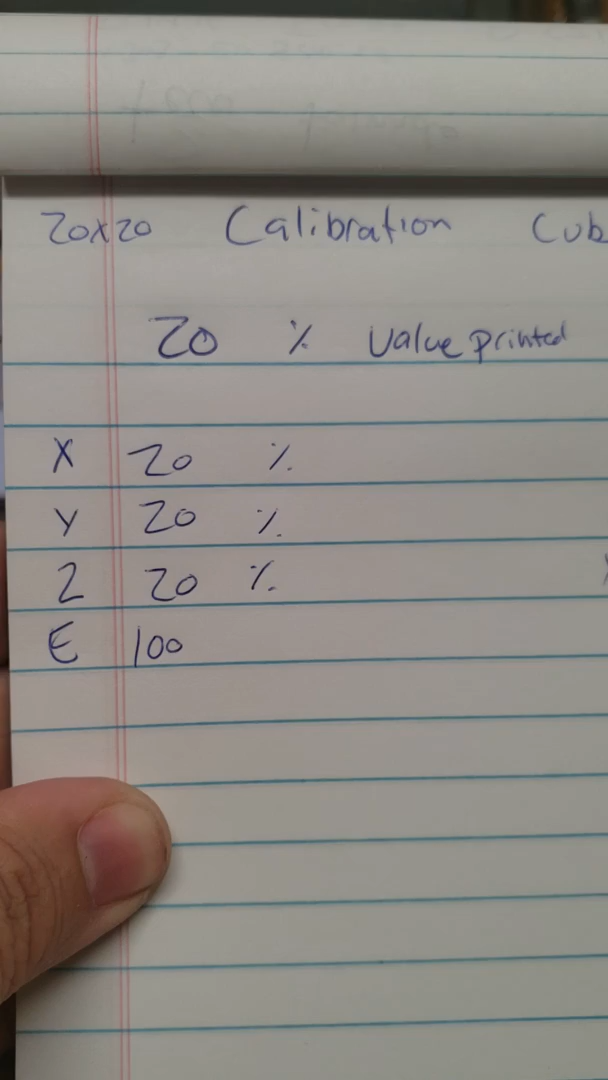 20x20 Calibration Cub
20 % Value printed
X 20 %
Y 20 %
Z 20 %
E 100